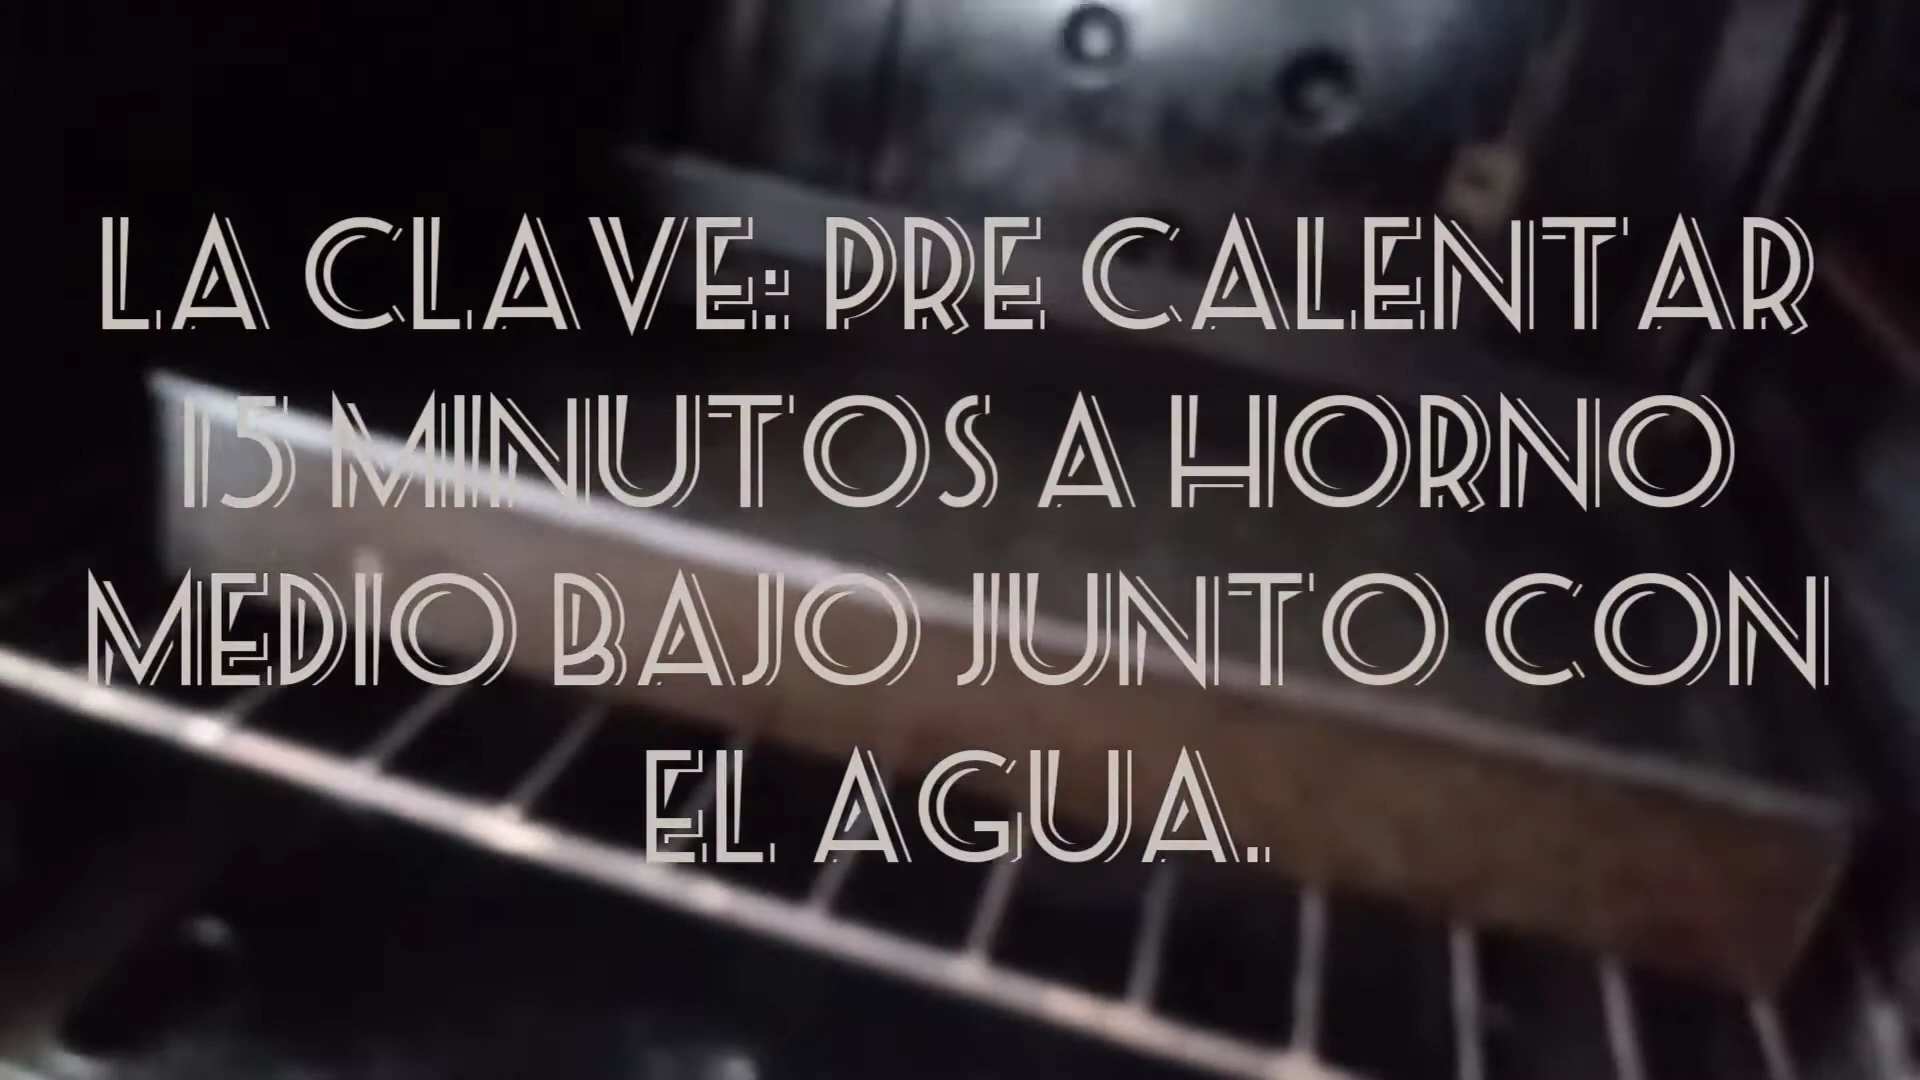 LA CLAVE: PRE CALENTAR
15 MINUTOS A HORNO
MEDIO BAJO JUNTO CON
EL AGUA..